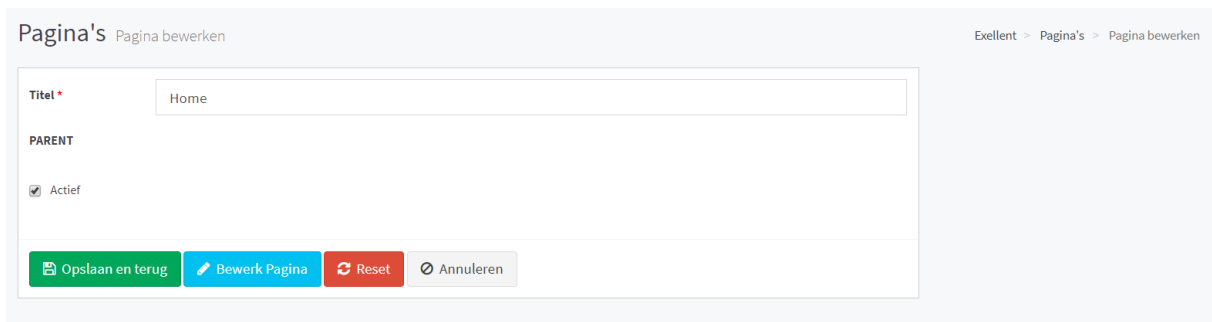 Pagina's Pagina bewerken
Exellent > Pagina's > Pagina bewerken
Titel *
Home
PARENT
Actief
Opslaan en terug
Bewerk Pagina
Reset
Annuleren